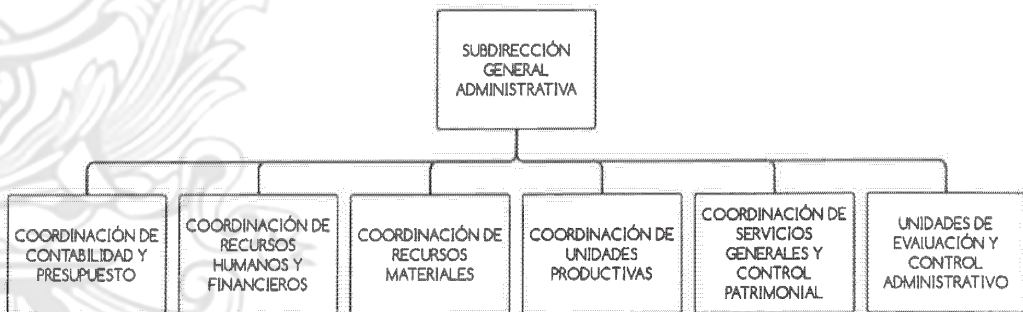 SUBDIRECCIÓN
GENERAL
ADMINISTRATIVA
COORDINACIÓN DE
CONTABILIDAD Y
PRESUPUESTO
COORDINACIÓN DE
RECURSOS
HUMANOS Y
FINANCIEROS
COORDINACIÓN DE
RECURSOS
MATERIALES
COORDINACIÓN DE
UNIDADES
PRODUCTIVAS
COORDINACIÓN DE
SERVICIOS
GENERALES Y
CONTROL
PATRIMONIAL
UNIDADES DE
EVALUACIÓN Y
CONTROL
ADMINISTRATIVO